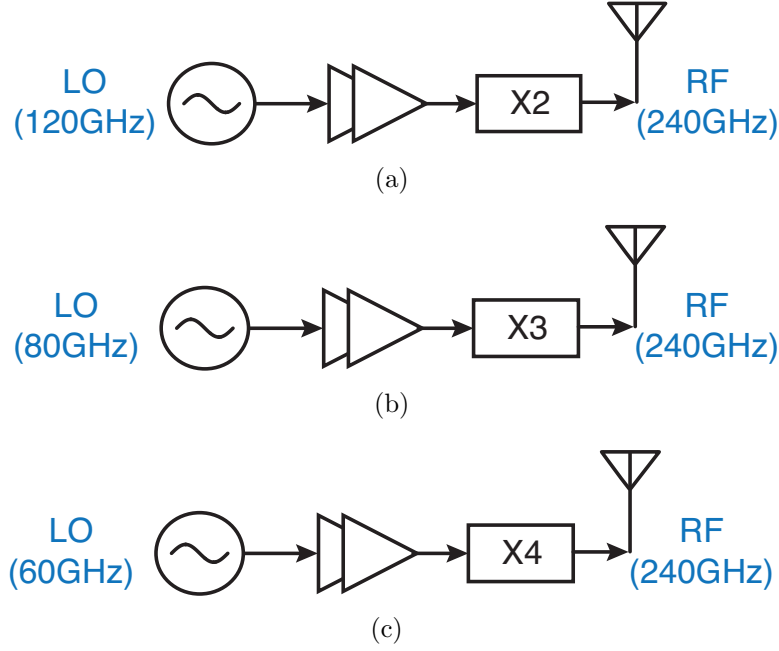 LO
(120GHz)
X2
RF
(240GHz)
(a)
LO
(80GHz)
X3
RF
(240GHz)
(b)
LO
(60GHz)
X4
RF
(240GHz)
(c)